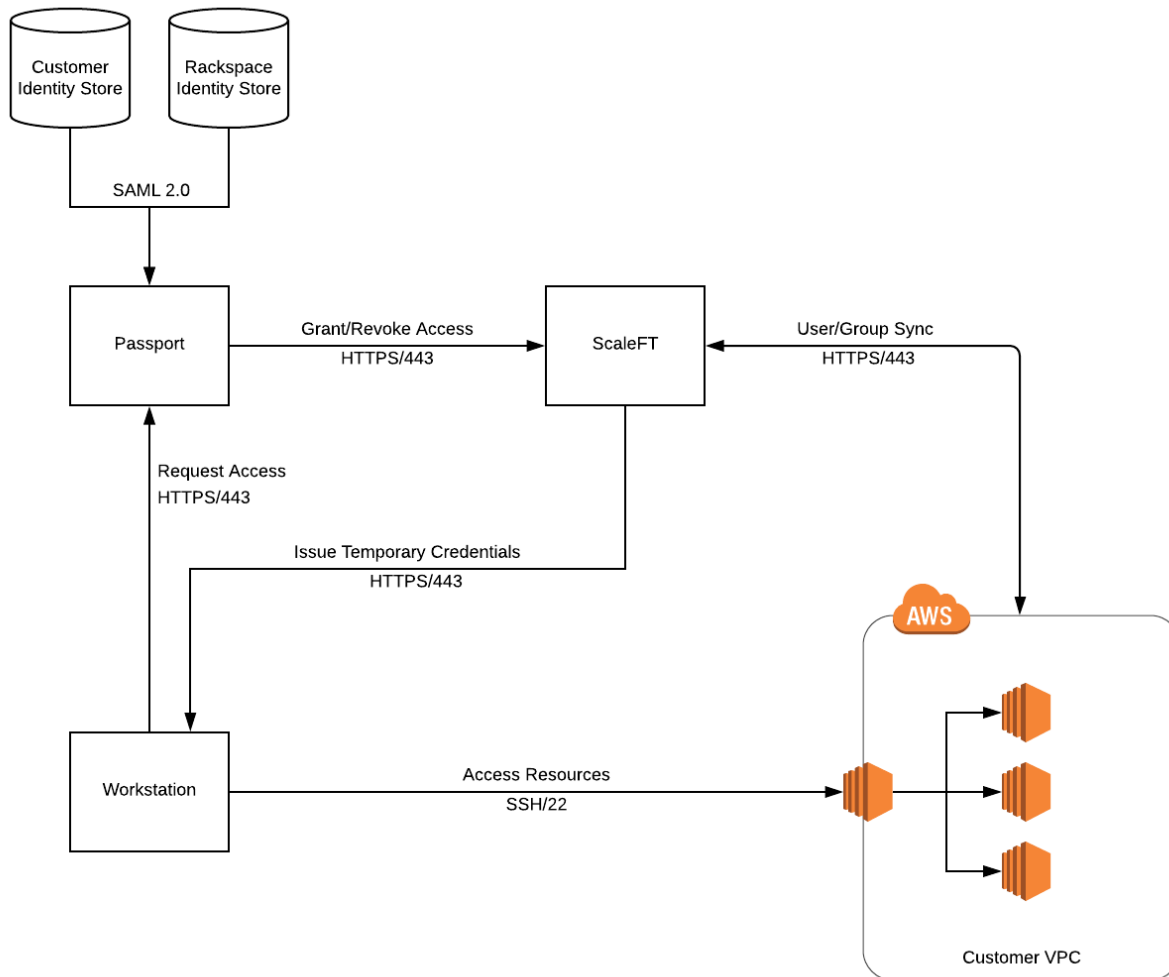 Customer
Identity Store
Rackspace
Identity Store
SAML 2.0
Passport
Grant/Revoke Access
HTTPS/443
ScaleFT
User/Group Sync
HTTPS/443
Request Access
HTTPS/443
Issue Temporary Credentials
HTTPS/443
AWS
Workstation
Access Resources
SSH/22
Customer VPC